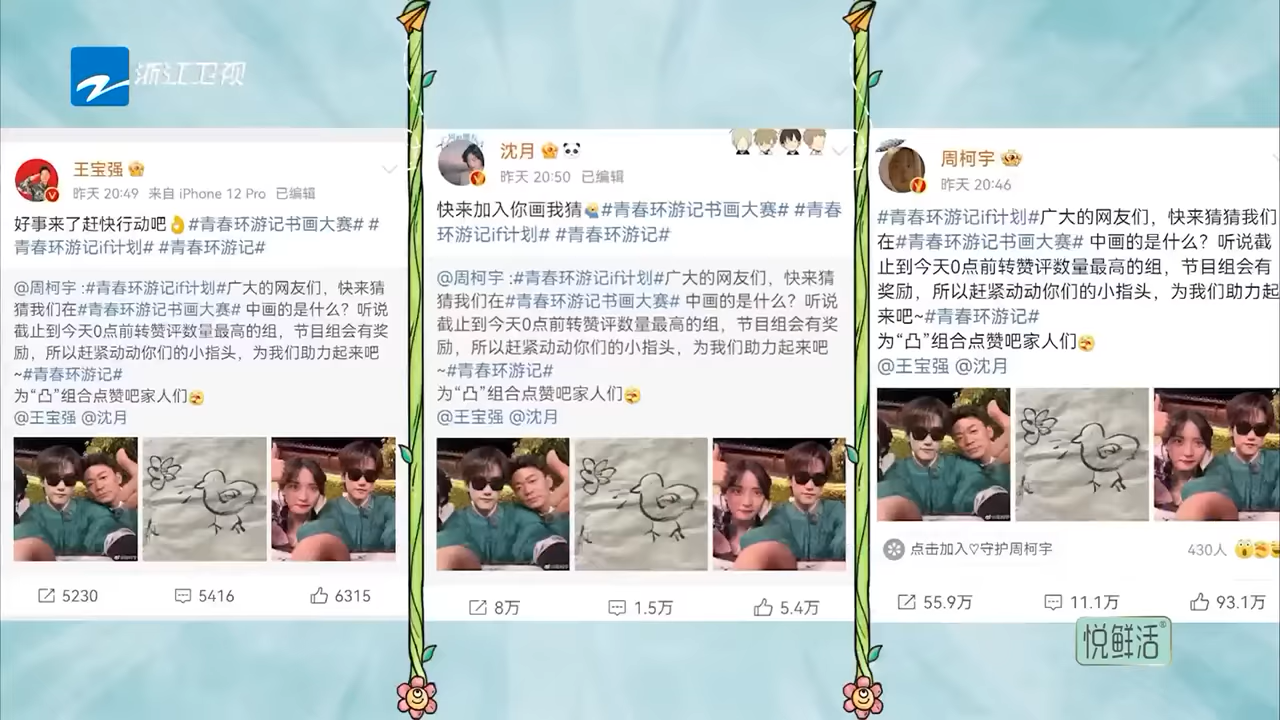 浙江卫视
王宝强
昨天 20:49 来自 iPhone 12 Pro 已编辑
好事来了赶快行动吧👌#青春环游记书画大赛# #
青春环游记if计划# #青春环游记#
@周柯宇 :#青春环游记if计划#广大的网友们，快来猜
猜我们在#青春环游记书画大赛# 中画的是什么？听说
截止到今天0点前转赞评数量最高的组，节目组会有奖
励，所以赶紧动动你们的小指头，为我们助力起来吧
~#青春环游记#
为“凸”组合点赞吧家人们
@王宝强 @沈月
5230 5416 6315
沈月
昨天 20:50 已编辑
快来加入你画我猜#青春环游记书画大赛# #青春
环游记if计划# #青春环游记#
@周柯宇 :#青春环游记if计划#广大的网友们，快来猜
猜我们在#青春环游记书画大赛# 中画的是什么？听说
截止到今天0点前转赞评数量最高的组，节目组会有奖
励，所以赶紧动动你们的小指头，为我们助力起来吧
~#青春环游记#
为“凸”组合点赞吧家人们
@王宝强 @沈月
8万 1.5万 5.4万
周柯宇
昨天 20:46
#青春环游记if计划#广大的网友们，快来猜猜我们
在#青春环游记书画大赛# 中画的是什么？听说截
止到今天0点前转赞评数量最高的组，节目组会有
奖励，所以赶紧动动你们的小指头，为我们助力起
来吧~#青春环游记#
为“凸”组合点赞吧家人们
@王宝强 @沈月
点击加入♡守护周柯宇 430人
55.9万 11.1万 93.1万
悦鲜活®